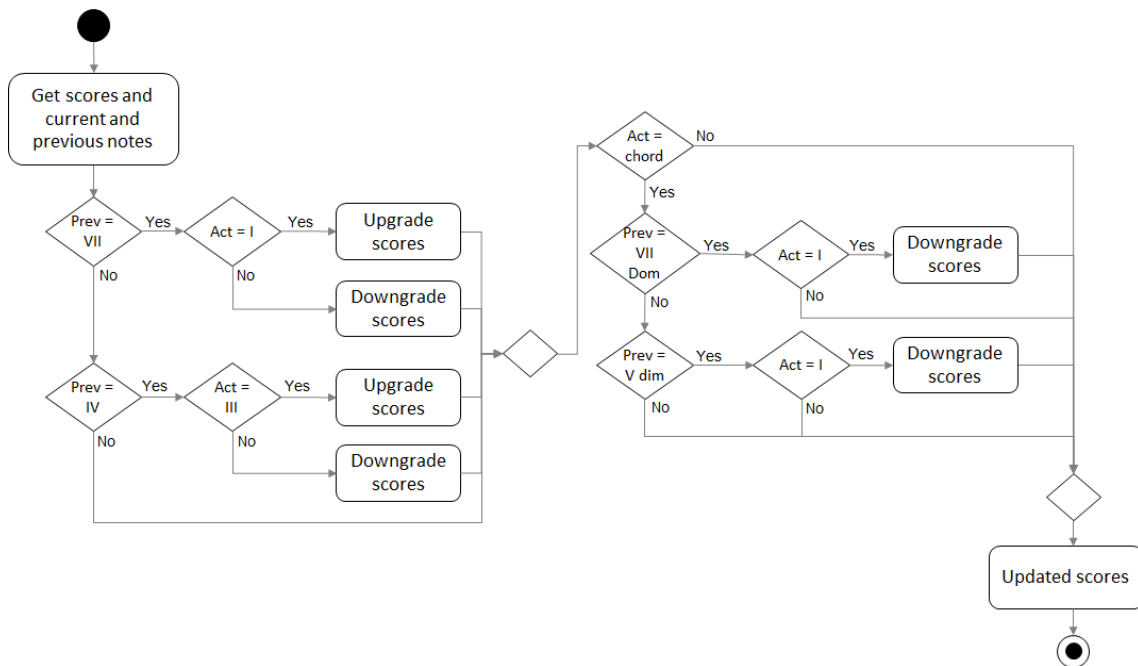 Get scores and
current and
previous notes
Prev =
VII
Yes
No
Act = I
Yes
No
Upgrade
scores
Downgrade
scores
Prev =
IV
Yes
No
Act =
III
Yes
No
Upgrade
scores
Downgrade
scores
Act =
chord
No
Yes
Prev =
VII
Dom
Yes
No
Act = I
Yes
No
Downgrade
scores
Prev =
V dim
Yes
No
Act = I
Yes
No
Downgrade
scores
Updated scores